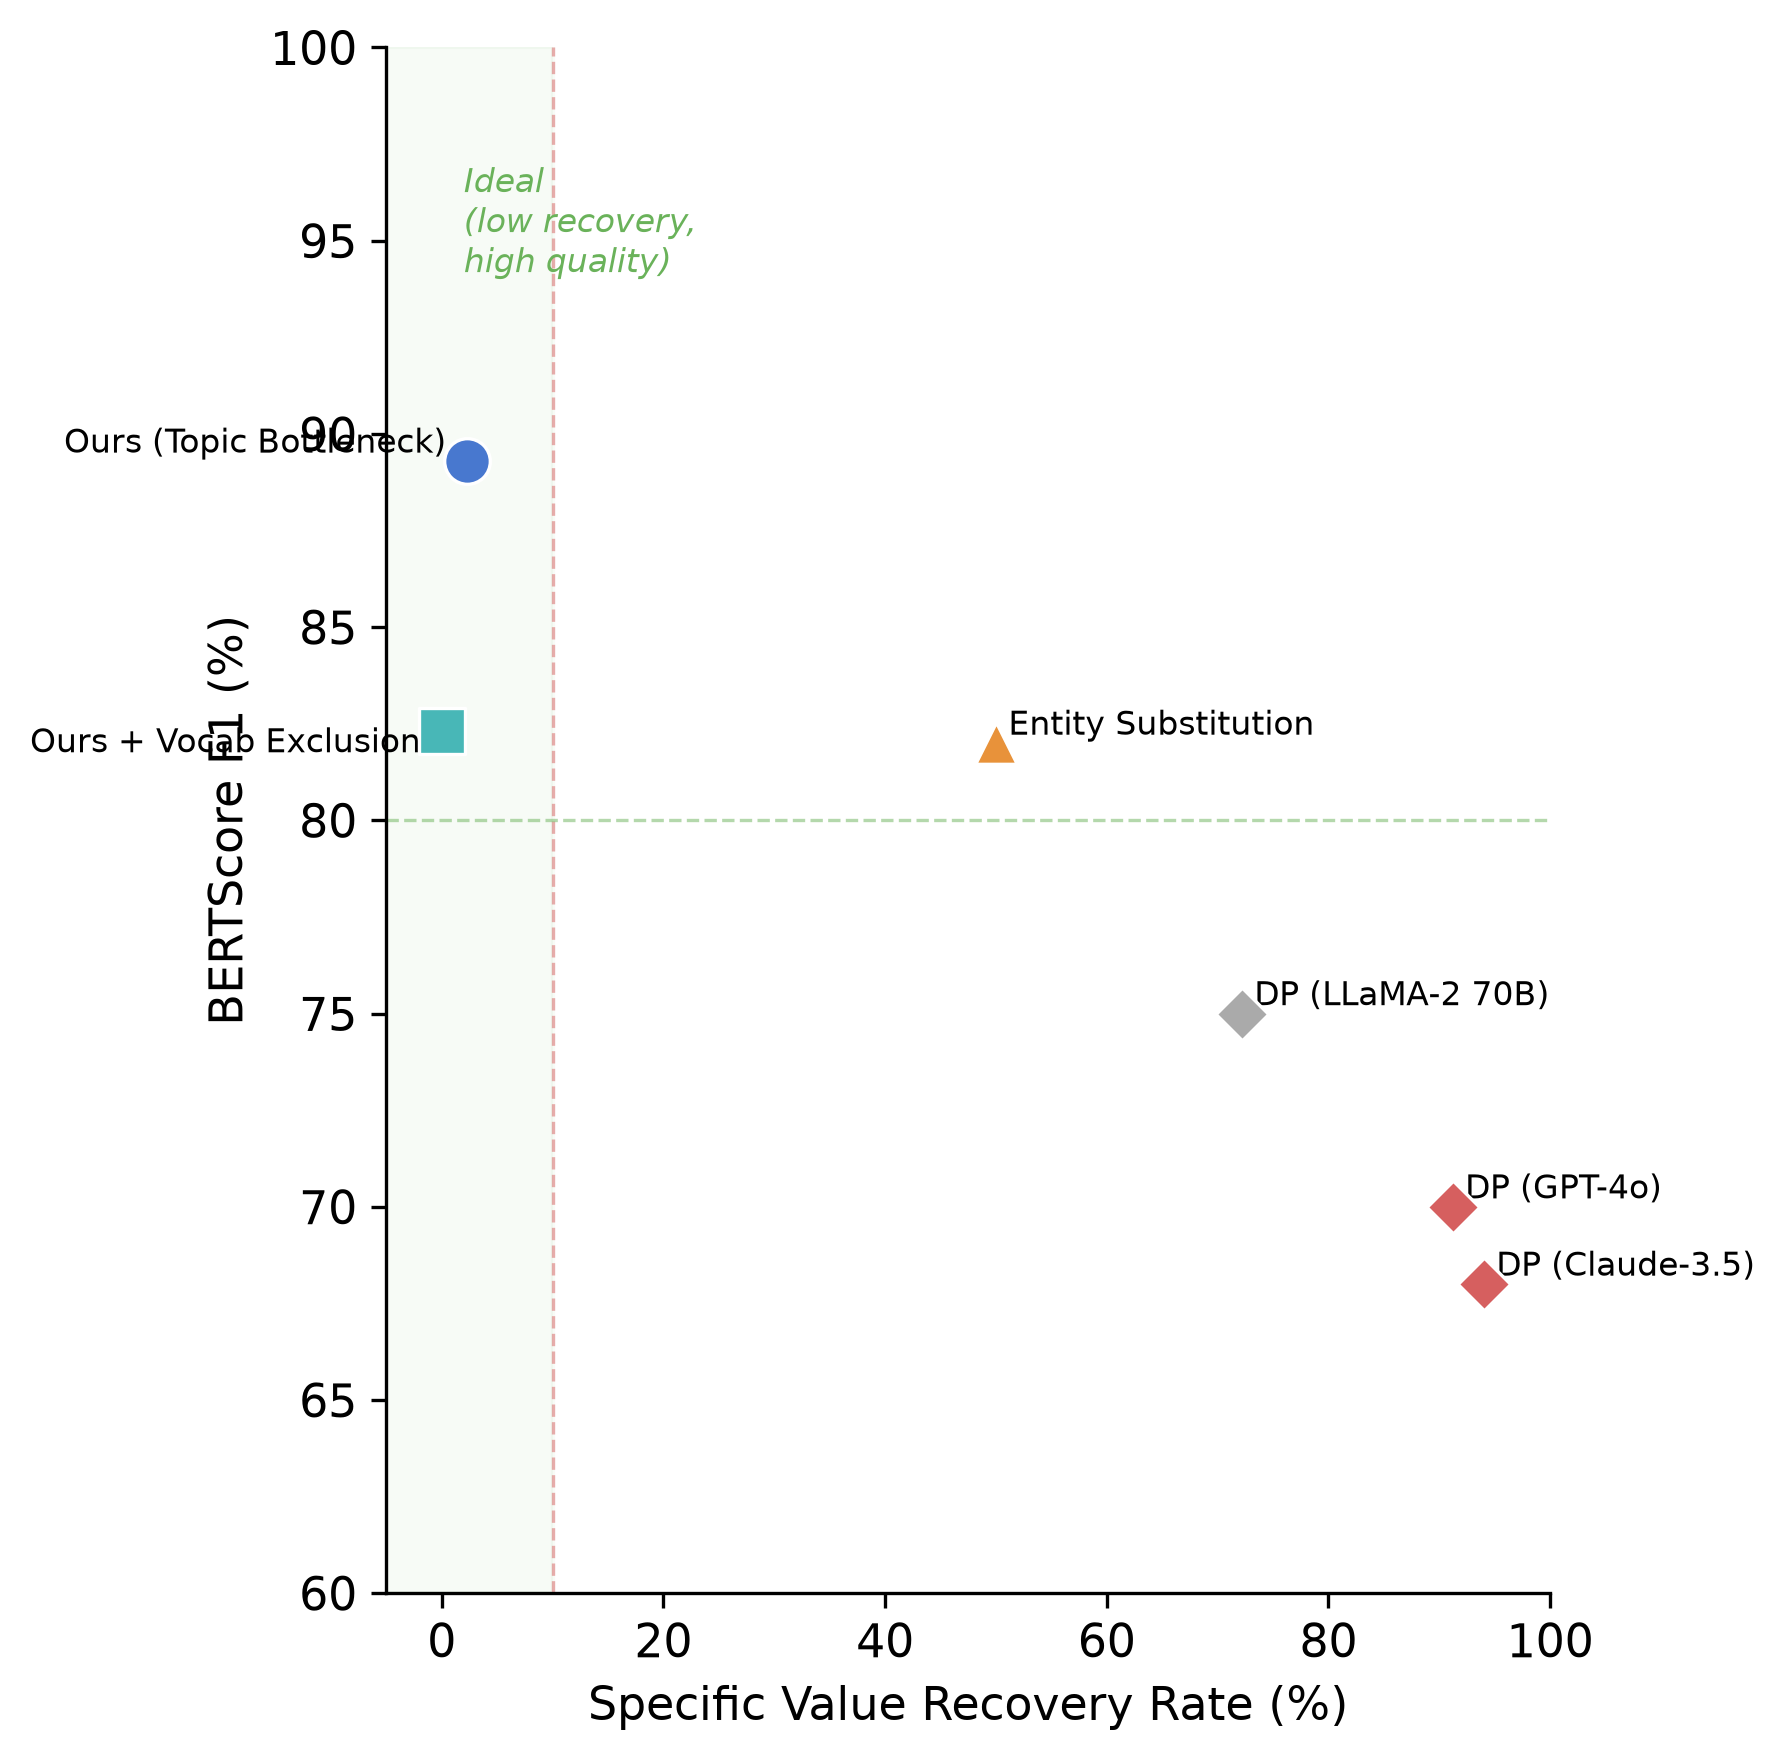 100
Ideal
(low recovery,
high quality)
95
90
Ours (Topic Bottleneck)
85
Ours + Vocab Exclusion
Entity Substitution
BERTScore F1 (%)
80
75
DP (LLaMA-2 70B)
70
DP (GPT-4o)
DP (Claude-3.5)
65
60
0 20 40 60 80 100
Specific Value Recovery Rate (%)